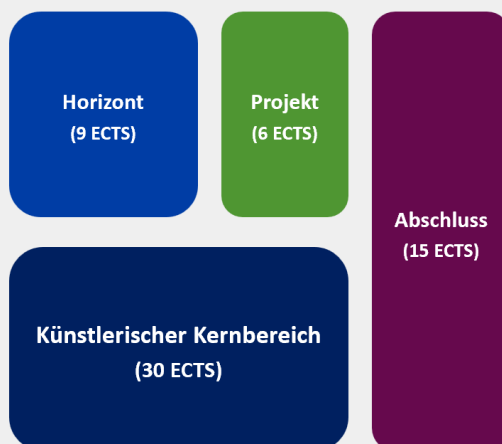 Horizont
(9 ECTS)
Projekt
(6 ECTS)
Abschluss
(15 ECTS)
Künstlerischer Kernbereich
(30 ECTS)